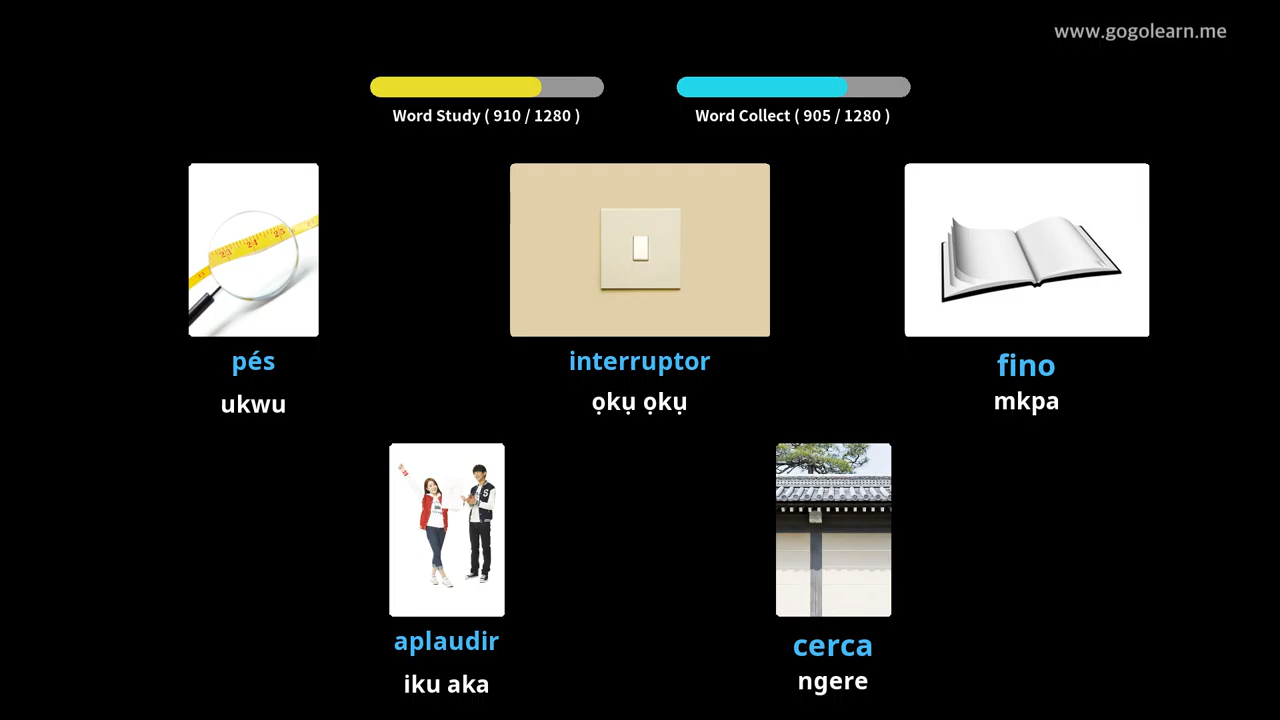 www.gogolearn.me
Word Study ( 910 / 1280 )
Word Collect ( 905 / 1280 )
pés
ukwu
interruptor
ọkụ ọkụ
fino
mkpa
aplaudir
iku aka
cerca
ngere